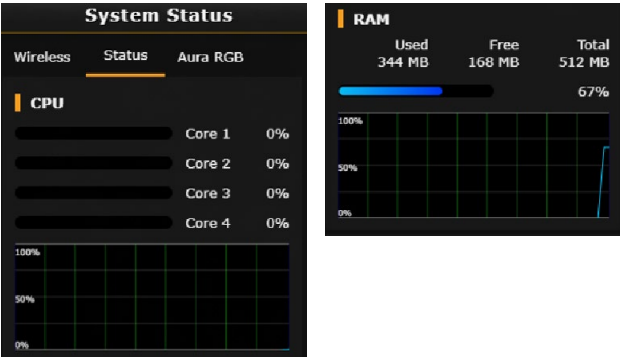 System Status
Wireless Status Aura RGB
CPU
Core 1 0%
Core 2 0%
Core 3 0%
Core 4 0%
100%
50%
0%
RAM
Used Free Total
344 MB 168 MB 512 MB
67%
100%
50%
0%